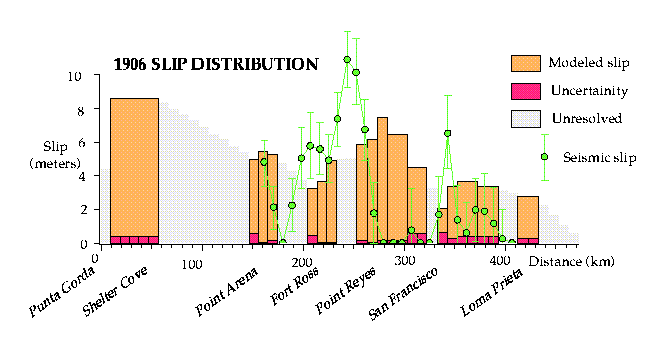 1906 SLIP DISTRIBUTION
Modeled slip
Uncertainity
Unresolved
Seismic slip
Slip
(meters)
10
8
6
4
2
0
0
100
200
300
400
Distance (km)
Punta Gorda
Shelter Cove
Point Arena
Fort Ross
Point Reyes
San Francisco
Loma Prieta